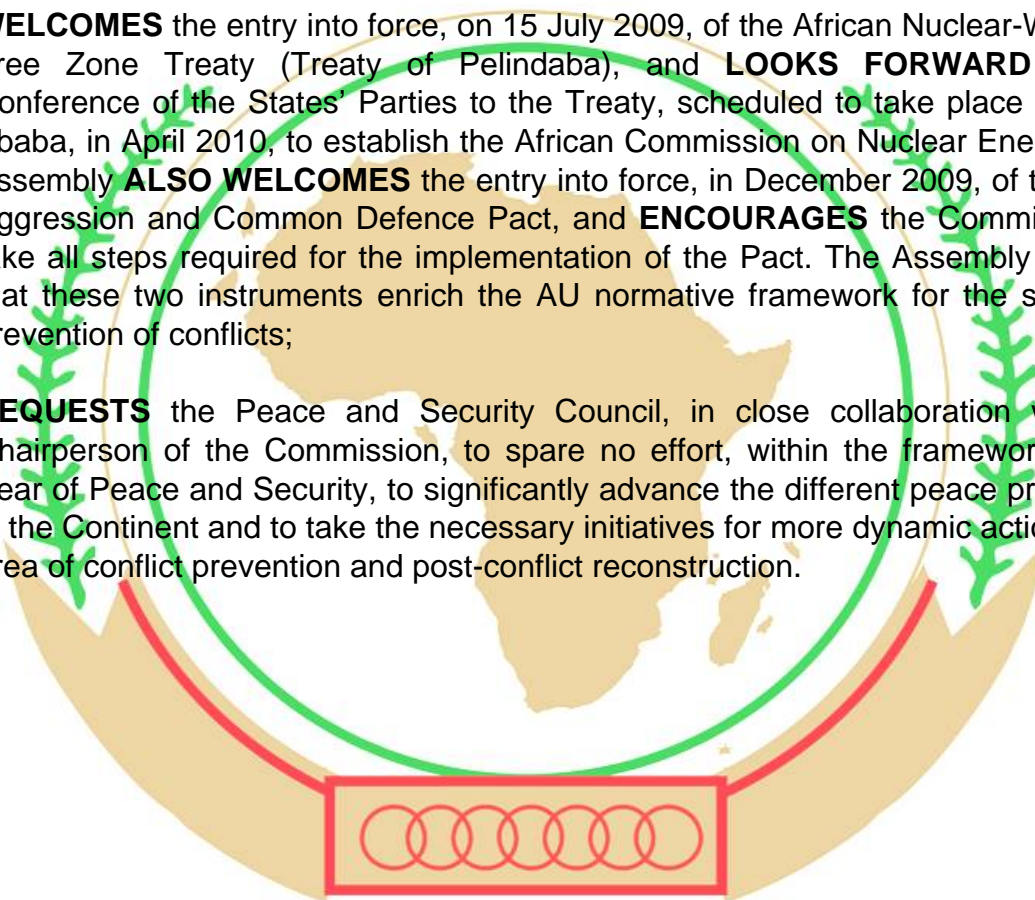 WELCOMES the entry into force, on 15 July 2009, of the African Nuclear-W
ree Zone Treaty (Treaty of Pelindaba), and LOOKS FORWARD
onference of the States' Parties to the Treaty, scheduled to take place
baba, in April 2010, to establish the African Commission on Nuclear Ene
ssembly ALSO WELCOMES the entry into force, in December 2009, of t
ggression and Common Defence Pact, and ENCOURAGES the Commi
ake all steps required for the implementation of the Pact. The Assembly
at these two instruments enrich the AU normative framework for the s
revention of conflicts;
EQUESTS the Peace and Security Council, in close collaboration w
hairperson of the Commission, to spare no effort, within the framewor
ear of Peace and Security, to significantly advance the different peace pr
the Continent and to take the necessary initiatives for more dynamic actio
rea of conflict prevention and post-conflict reconstruction.